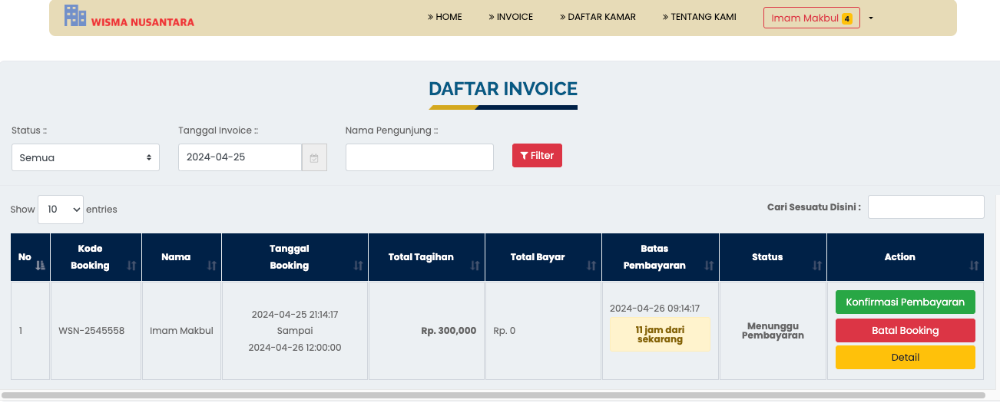 WISMA NUSANTARA
» HOME
» INVOICE
» DAFTAR KAMAR
» TENTANG KAMI
Imam Makbul 4
DAFTAR INVOICE
Status ::
Tanggal Invoice ::
Nama Pengunjung ::
Semua
2024-04-25
Filter
Show 10 entries
Cari Sesuatu Disini :
No
Kode
Booking
Nama
Tanggal
Booking
Total Tagihan
Total Bayar
Batas
Pembayaran
Status
Action
1
WSN-2545558
Imam Makbul
2024-04-25 21:14:17
Sampai
2024-04-26 12:00:00
Rp. 300,000
Rp. 0
2024-04-26 09:14:17
11 jam dari
sekarang
Menunggu
Pembayaran
Konfirmasi Pembayaran
Batal Booking
Detail